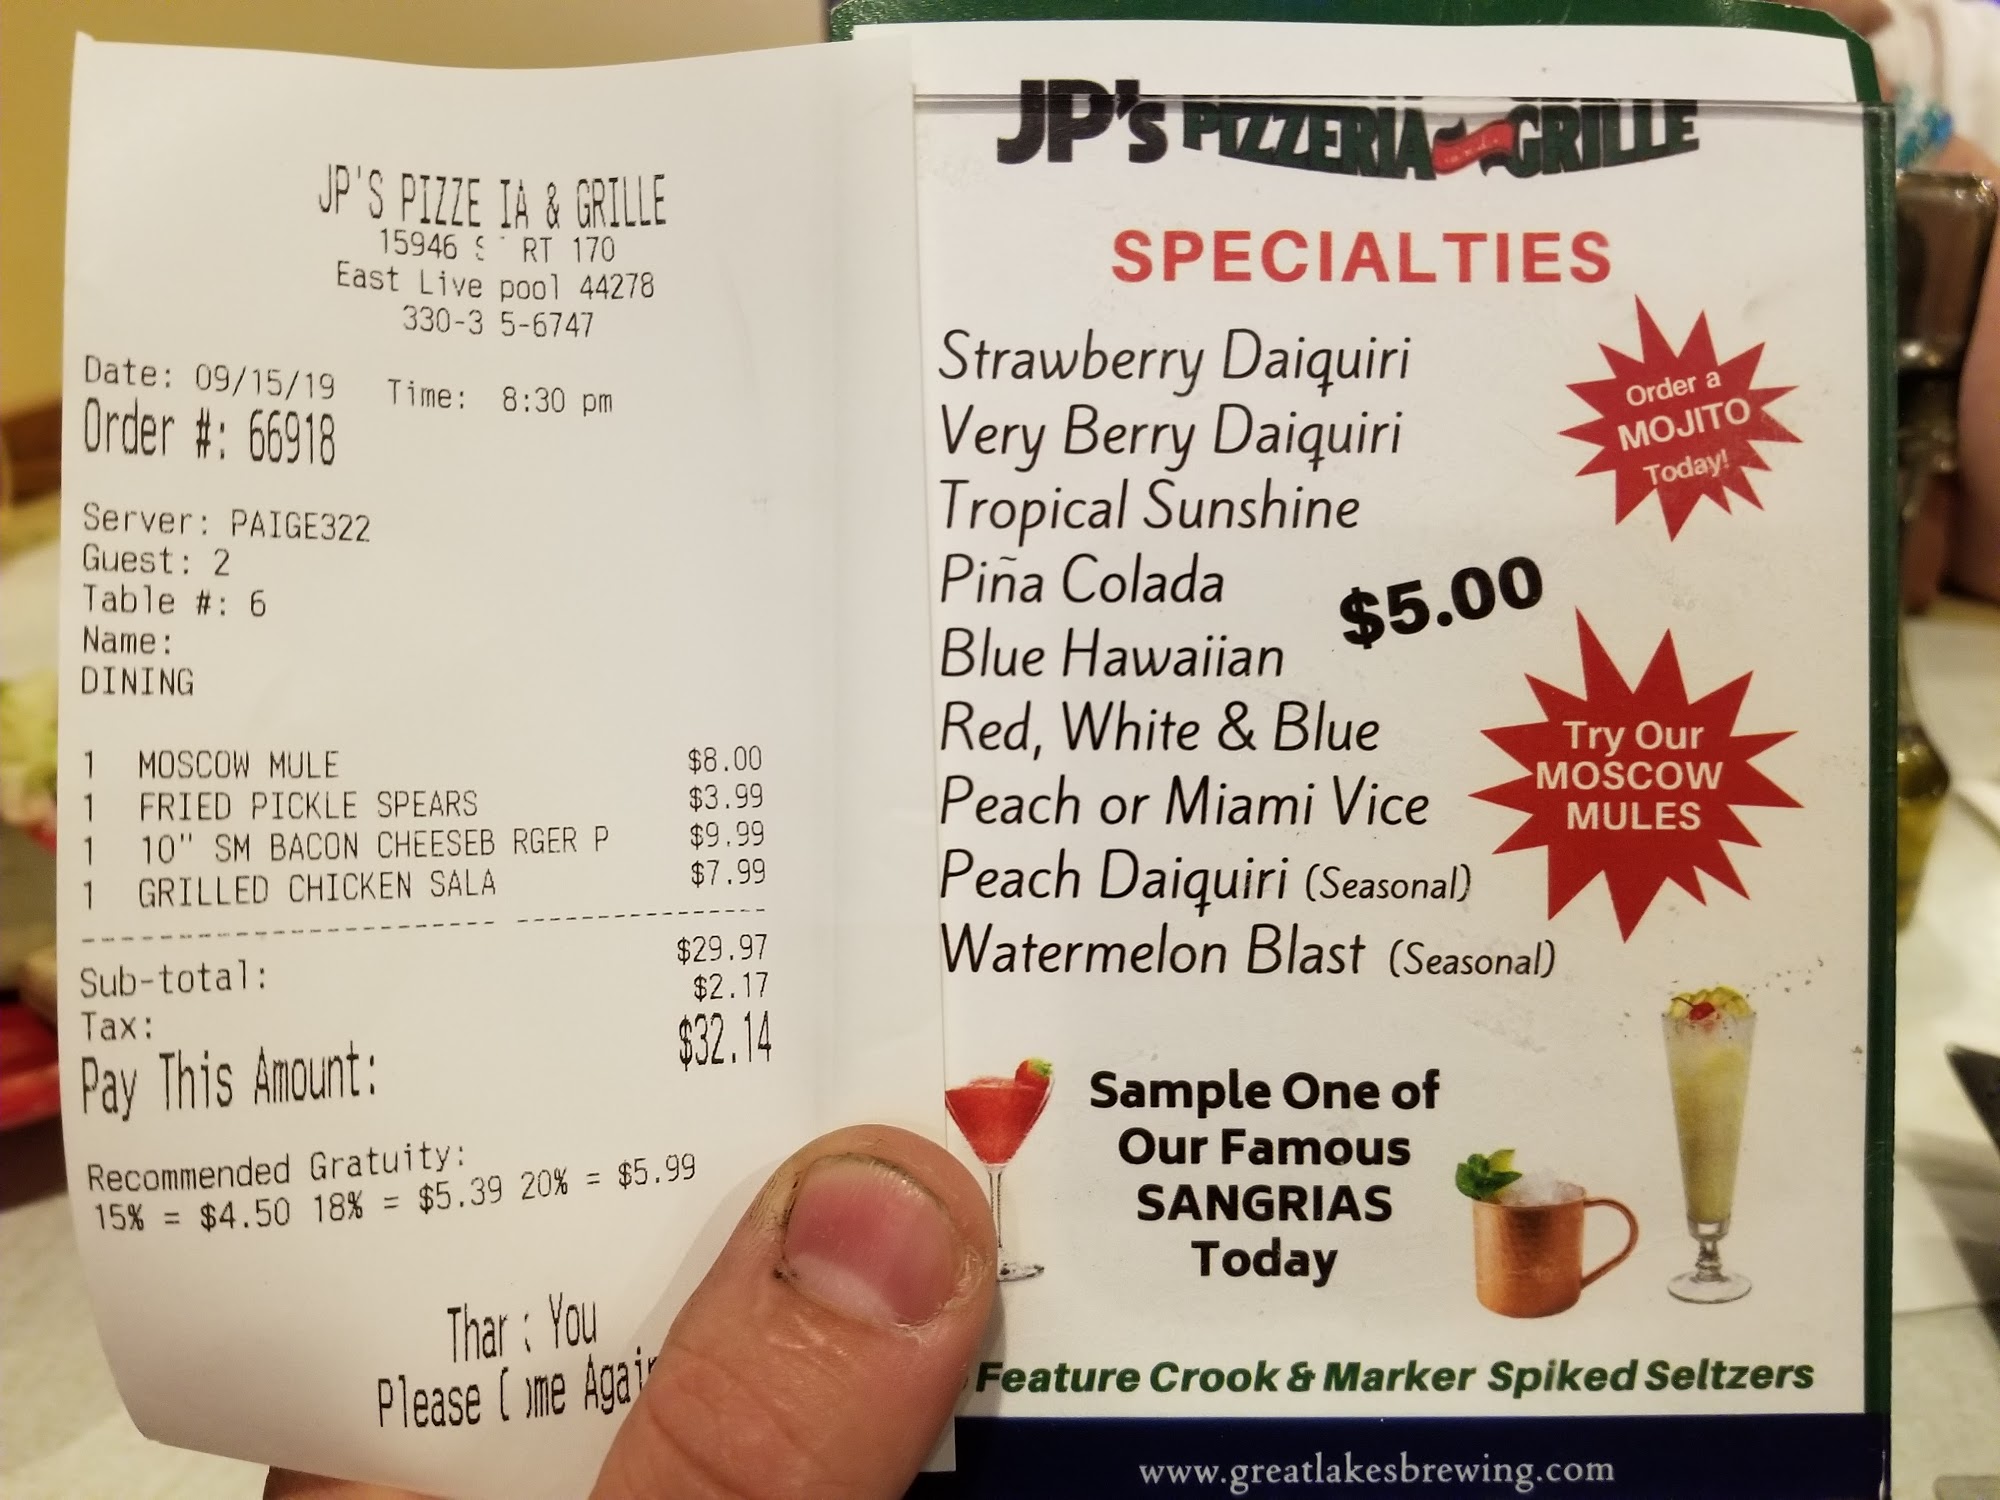 JP'S PIZZE IA & GRILLE
15946 S RT 170
East Live pool 44278
330-3 5-6747
Date: 09/15/19 Time: 8:30 pm
Order #: 66918
Server: PAIGE322
Guest: 2
Table #: 6
Name:
DINING
1 MOSCOW MULE $8.00
1 FRIED PICKLE SPEARS $3.99
1 10" SM BACON CHEESEB RGER P $9.99
1 GRILLED CHICKEN SALA $7.99
Sub-total: $29.97
Tax: $2.17
Pay This Amount: $32.14
Recommended Gratuity:
15% = $4.50 18% = $5.39 20% = $5.99
Thank You
Please Come Again
JP's PIZZERIA and GRILLE
SPECIALTIES
Strawberry Daiquiri
Very Berry Daiquiri
Tropical Sunshine
Piña Colada
Blue Hawaiian
Red, White & Blue
Peach or Miami Vice
Peach Daiquiri (Seasonal)
Watermelon Blast (Seasonal)
$5.00
Order a
MOJITO
Today!
Try Our
MOSCOW
MULES
Sample One of
Our Famous
SANGRIAS
Today
Feature Crook & Marker Spiked Seltzers
www.greatlakesbrewing.com